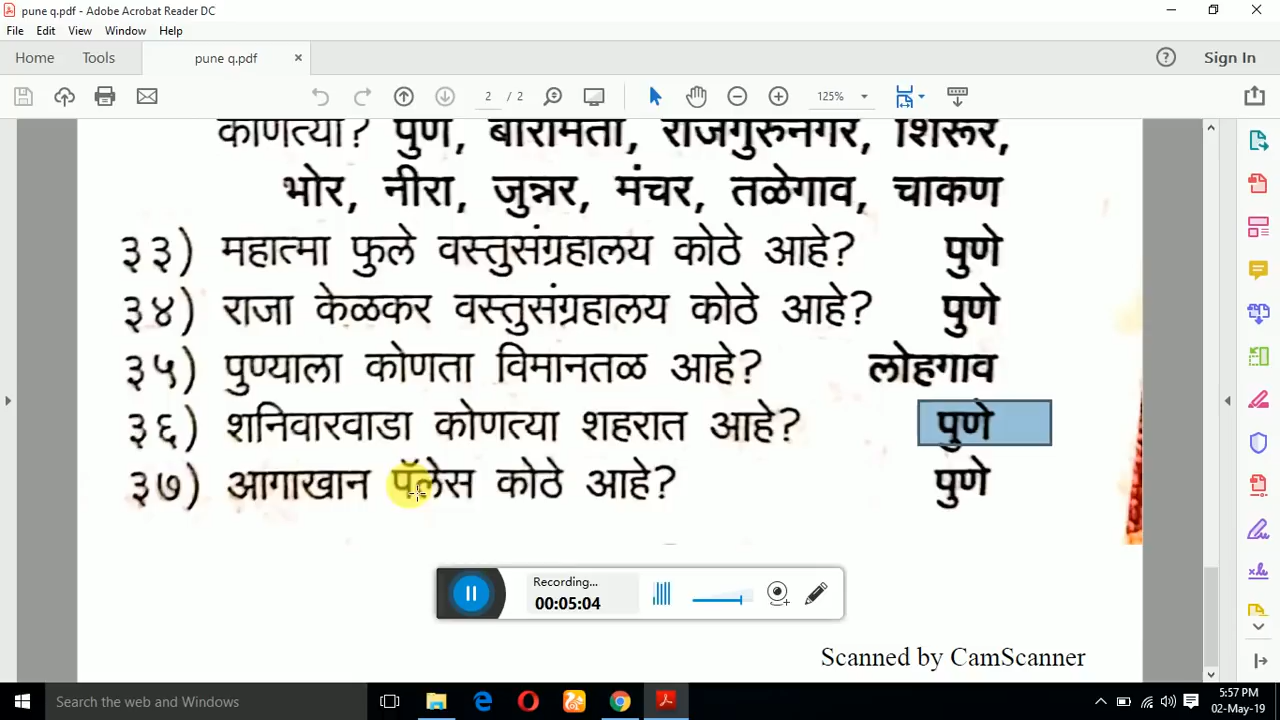 pune q.pdf - Adobe Acrobat Reader DC
File Edit View Window Help
Home Tools pune q.pdf × ? Sign In
2 / 2 125%
कोणत्या? पुणे, बारामती, राजगुरुनगर, शिरूर,
भोर, नीरा, जुन्नर, मंचर, तळेगाव, चाकण
३३) महात्मा फुले वस्तुसंग्रहालय कोठे आहे? पुणे
३४) राजा केळकर वस्तुसंग्रहालय कोठे आहे? पुणे
३५) पुण्याला कोणता विमानतळ आहे? लोहगाव
३६) शनिवारवाडा कोणत्या शहरात आहे? पुणे
३७) आगाखान पॅलेस कोठे आहे? पुणे
Recording...
00:05:04
Scanned by CamScanner
Search the web and Windows
5:57 PM
02-May-19